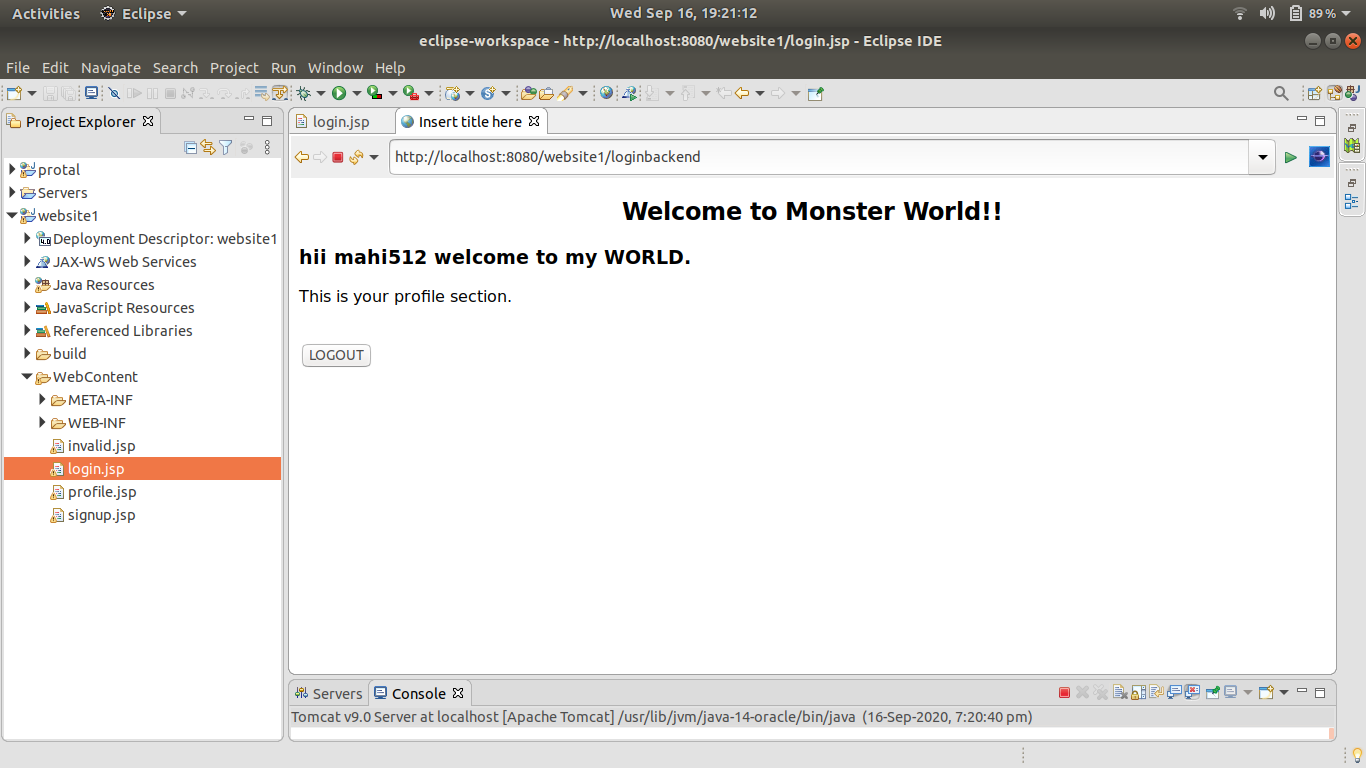 Activities Eclipse Wed Sep 16, 19:21:12 89%
eclipse-workspace - http://localhost:8080/website1/login.jsp - Eclipse IDE
File Edit Navigate Search Project Run Window Help
Project Explorer
protal
Servers
website1
Deployment Descriptor: website1
JAX-WS Web Services
Java Resources
JavaScript Resources
Referenced Libraries
build
WebContent
META-INF
WEB-INF
invalid.jsp
login.jsp
profile.jsp
signup.jsp
login.jsp Insert title here
http://localhost:8080/website1/loginbackend
Welcome to Monster World!!
hii mahi512 welcome to my WORLD.
This is your profile section.
LOGOUT
Servers Console
Tomcat v9.0 Server at localhost [Apache Tomcat] /usr/lib/jvm/java-14-oracle/bin/java (16-Sep-2020, 7:20:40 pm)